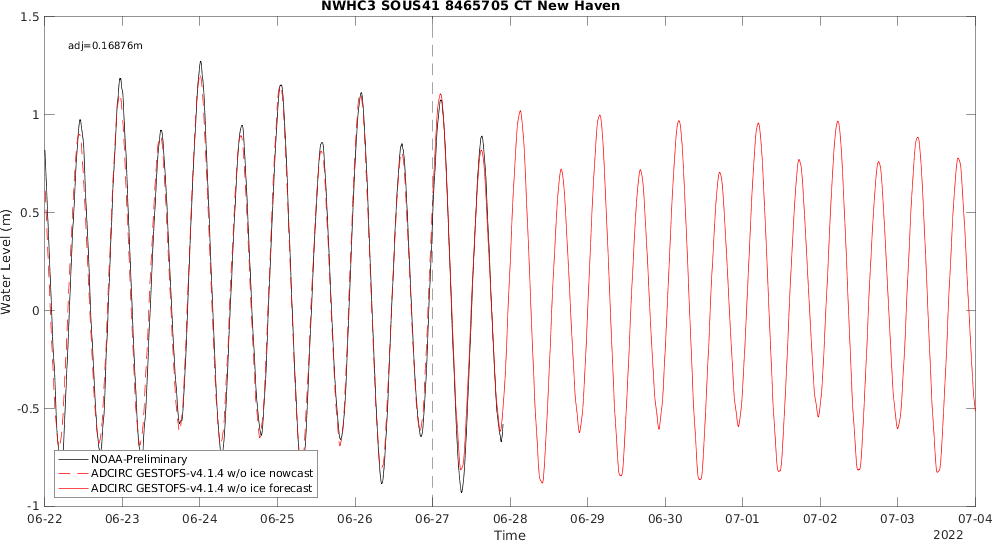 NWHC3 SOUS41 8465705 CT New Haven
1.5
adj=0.16876m
1
0.5
Water Level (m)
0
-0.5
NOAA-Preliminary
ADCIRC GESTOFS-v4.1.4 w/o ice nowcast
ADCIRC GESTOFS-v4.1.4 w/o ice forecast
-1
06-22 06-23 06-24 06-25 06-26 06-27 06-28 06-29 06-30 07-01 07-02 07-03 07-04
Time 2022